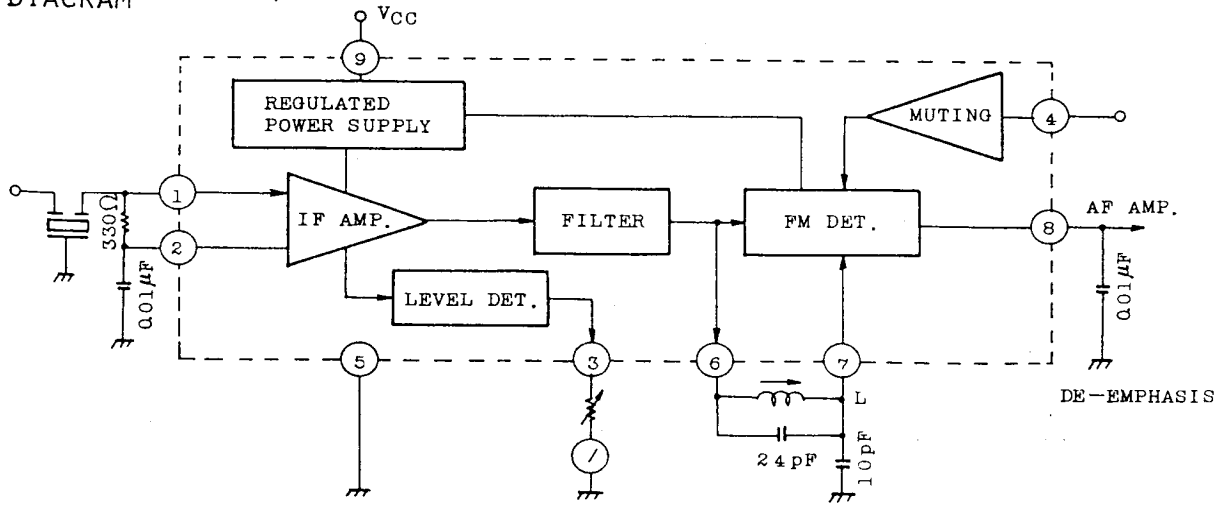 DIAGRAM
VCC
9
REGULATED
POWER SUPPLY
MUTING
4
1
330Ω
IF AMP.
FILTER
FM DET.
8
AF AMP.
2
0.01μF
LEVEL DET.
0.01μF
5
3
6
7
L
DE-EMPHASIS
24pF
10pF